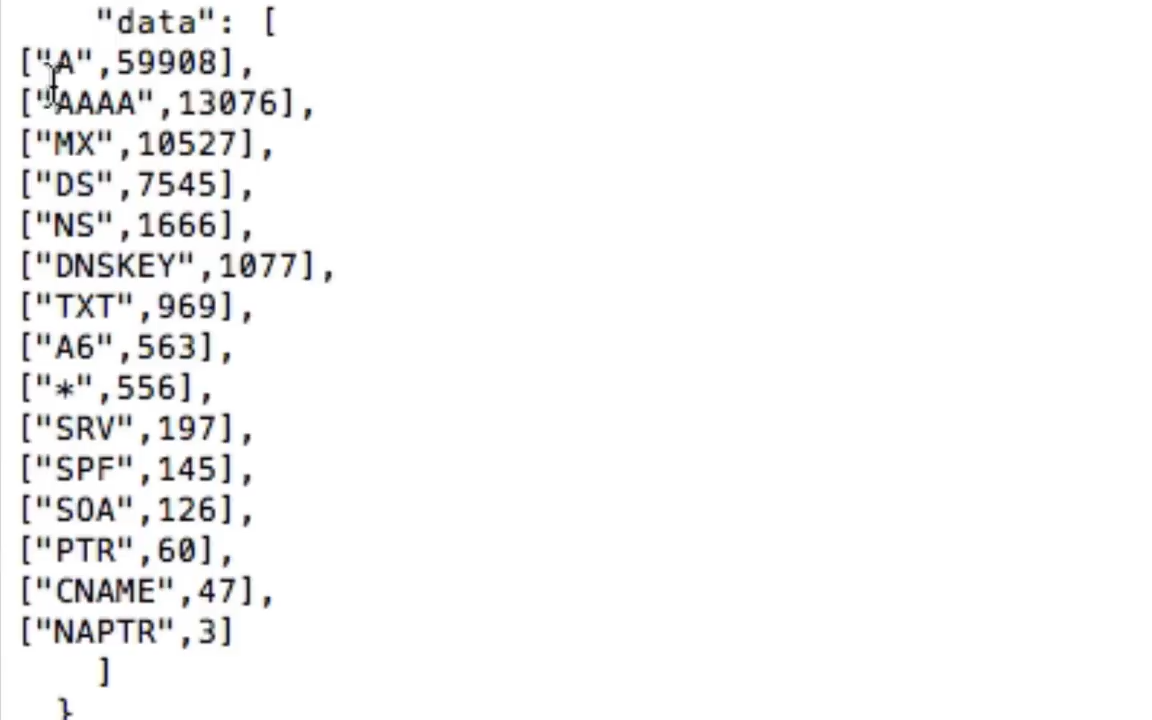 "data": [
["A",59908],
["AAAA",13076],
["MX",10527],
["DS",7545],
["NS",1666],
["DNSKEY",1077],
["TXT",969],
["A6",563],
["*",556],
["SRV",197],
["SPF",145],
["SOA",126],
["PTR",60],
["CNAME",47],
["NAPTR",3]
]
}